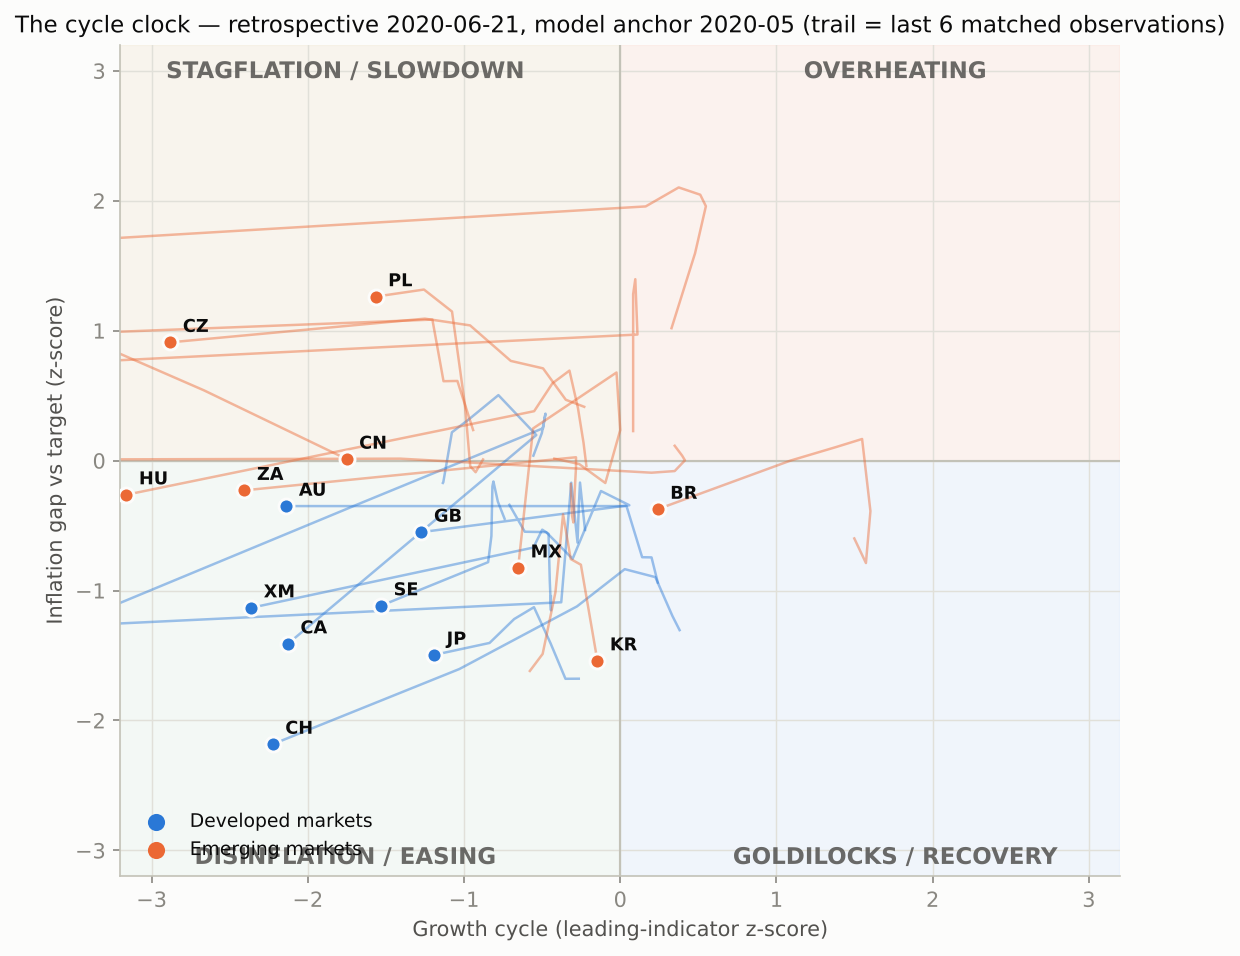 The cycle clock — retrospective 2020-06-21, model anchor 2020-05 (trail = last 6 matched observations)
STAGFLATION / SLOWDOWN
OVERHEATING
3
2
1
0
−1
−2
−3
Inflation gap vs target (z-score)
PL
CZ
CN
HU
ZA
AU
BR
GB
MX
XM
SE
CA
JP
KR
CH
Developed markets
Emerging markets
DISINFLATION / EASING
GOLDILOCKS / RECOVERY
−3
−2
−1
0
1
2
3
Growth cycle (leading-indicator z-score)